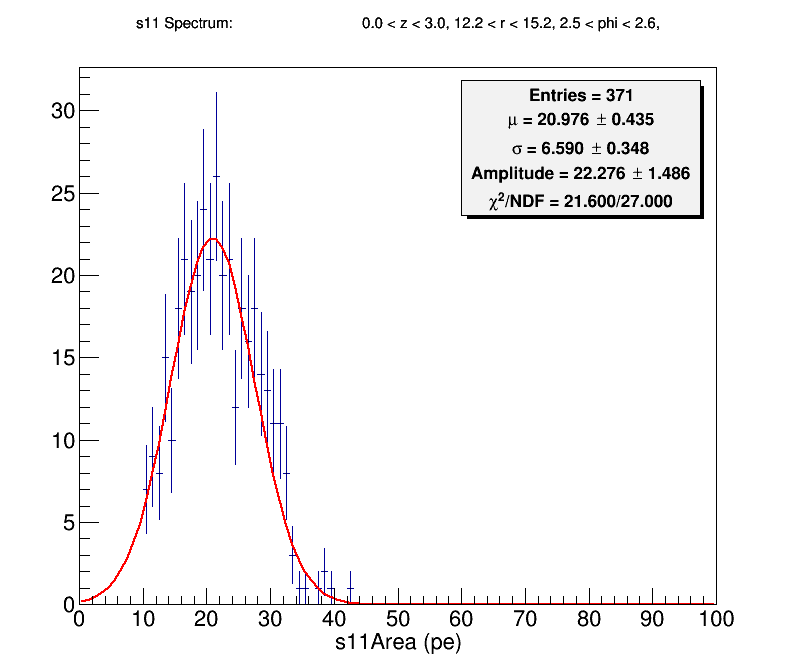 s11 Spectrum: 0.0 < z < 3.0, 12.2 < r < 15.2, 2.5 < phi < 2.6,
Entries = 371
μ = 20.976 ± 0.435
σ = 6.590 ± 0.348
Amplitude = 22.276 ± 1.486
χ²/NDF = 21.600/27.000
30
25
20
15
10
5
0
0 10 20 30 40 50 60 70 80 90 100
s11Area (pe)